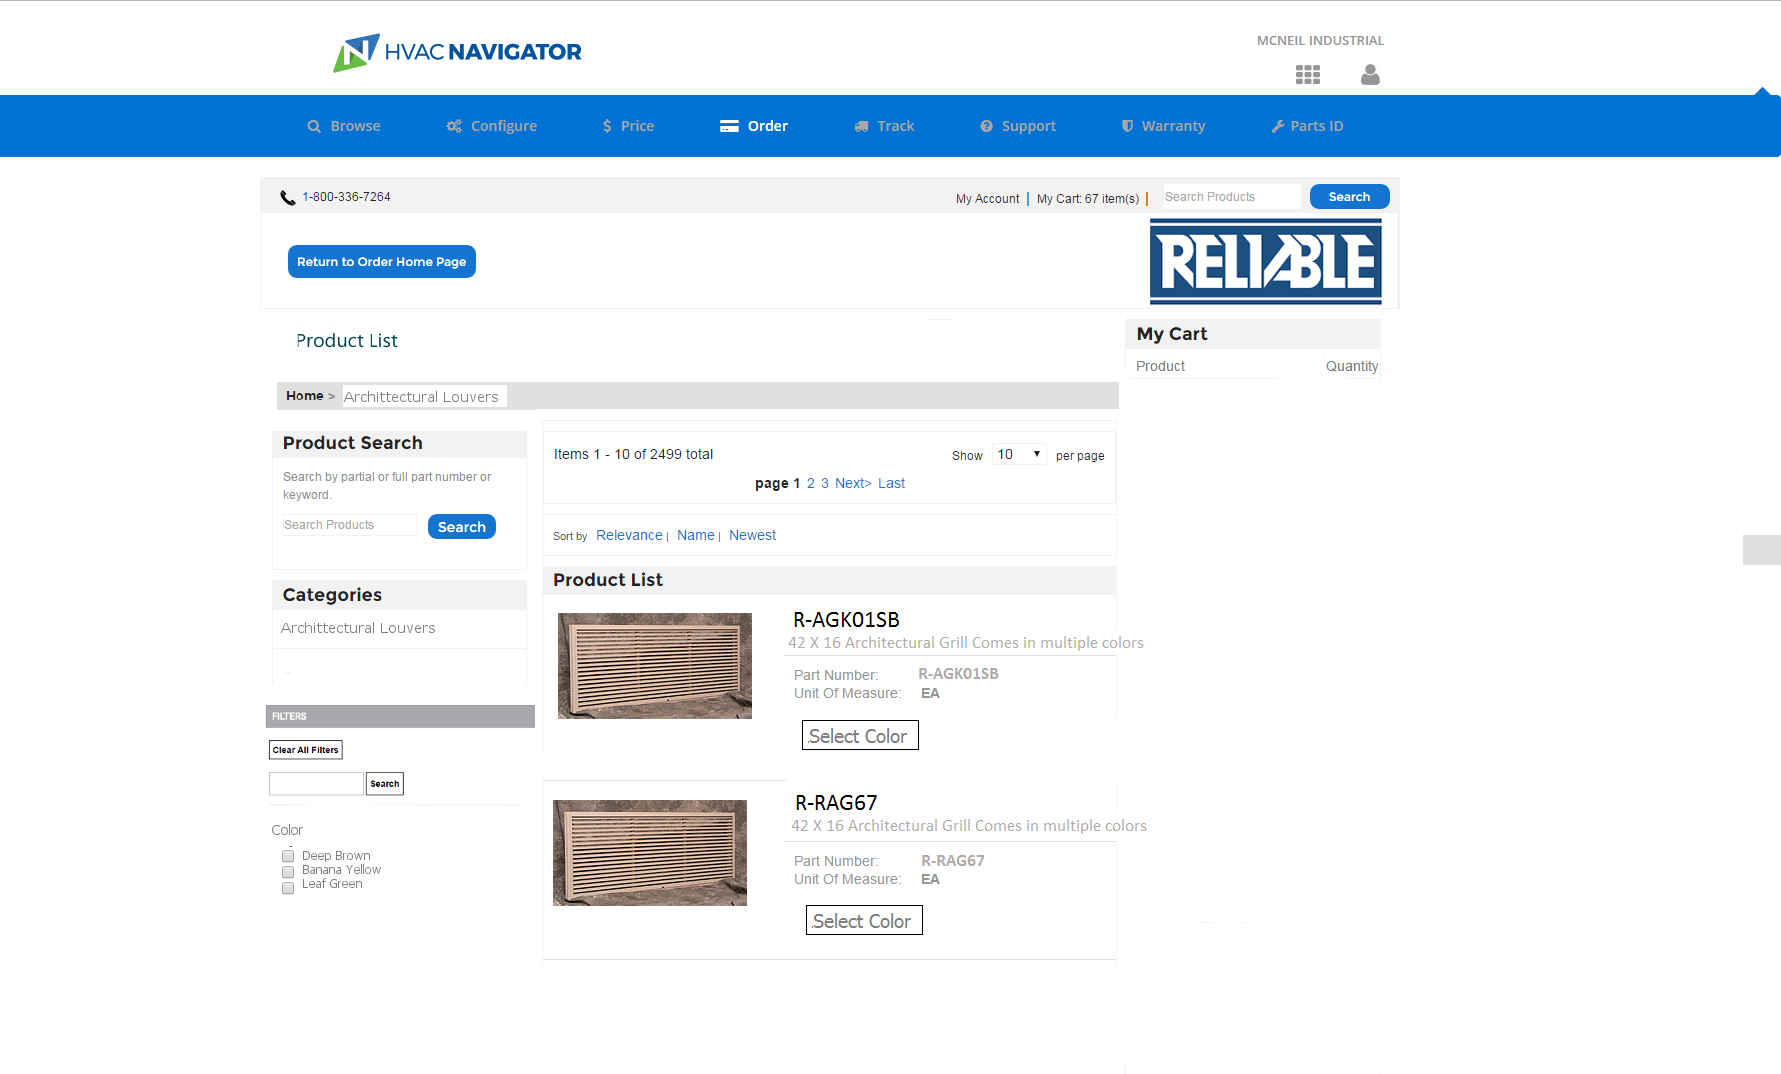 HVAC NAVIGATOR
MCNEIL INDUSTRIAL
Browse Configure $ Price Order Track Support Warranty Parts ID
1-800-336-7264
My Account | My Cart: 67 item(s) | Search Products Search
Return to Order Home Page
RELIABLE
Product List
My Cart
Product Quantity
Home > Archittectural Louvers
Product Search
Search by partial or full part number or
keyword.
Search Products Search
Categories
Archittectural Louvers
FILTERS
Clear All Filters
Search
Color
Deep Brown
Banana Yellow
Leaf Green
Items 1 - 10 of 2499 total
Show 10 per page
page 1 2 3 Next> Last
Sort by Relevance | Name | Newest
Product List
R-AGK01SB
42 X 16 Architectural Grill Comes in multiple colors
Part Number: R-AGK01SB
Unit Of Measure: EA
Select Color
R-RAG67
42 X 16 Architectural Grill Comes in multiple colors
Part Number: R-RAG67
Unit Of Measure: EA
Select Color